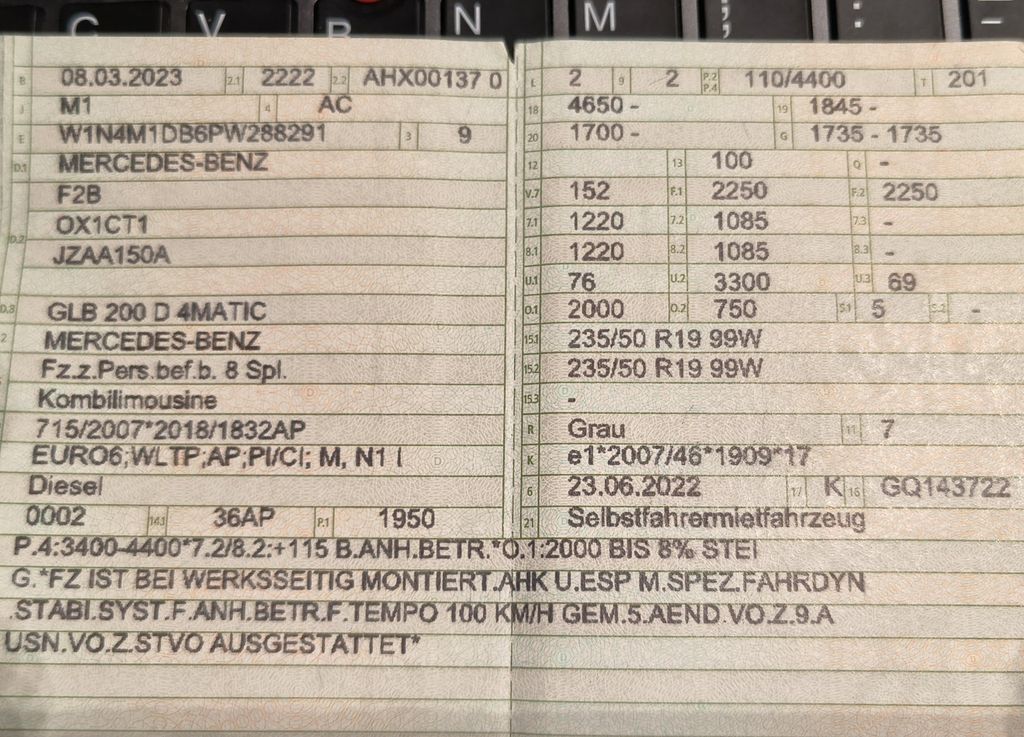 C V B N M ; : _
B 08.03.2023 2.1 2222 2.2 AHX00137 0
J M1 4 AC
E W1N4M1DB6PW288291 3 9
D.1 MERCEDES-BENZ
F2B
D.2 OX1CT1
JZAA150A
D.3 GLB 200 D 4MATIC
2 MERCEDES-BENZ
Fz.z.Pers.bef.b. 8 Spl.
Kombilimousine
715/2007*2018/1832AP
EURO6;WLTP;AP;PI/CI; M, N1 I
Diesel
0002 14.1 36AP P.1 1950
L 2 9 2 P.2 P.4 110/4400 T 201
18 4650 - 19 1845 -
20 1700 - G 1735 - 1735
12 13 100 Q -
V.7 152 F.1 2250 F.2 2250
7.1 1220 7.2 1085 7.3 -
8.1 1220 8.2 1085 8.3 -
U.1 76 U.2 3300 U.3 69
O.1 2000 O.2 750 S.1 5 S.2 -
15.1 235/50 R19 99W
15.2 235/50 R19 99W
15.3 -
R Grau 11 7
K e1*2007/46*1909*17
6 23.06.2022 17 K 16 GQ143722
21 Selbstfahrermietfahrzeug
P.4:3400-4400*7.2/8.2:+115 B.ANH.BETR.*O.1:2000 BIS 8% STEI
G.*FZ IST BEI WERKSSEITIG MONTIERT.AHK U.ESP M.SPEZ.FAHRDYN
.STABI.SYST.F.ANH.BETR.F.TEMPO 100 KM/H GEM.5.AEND.VO.Z.9.A
USN.VO.Z.STVO AUSGESTATTET*